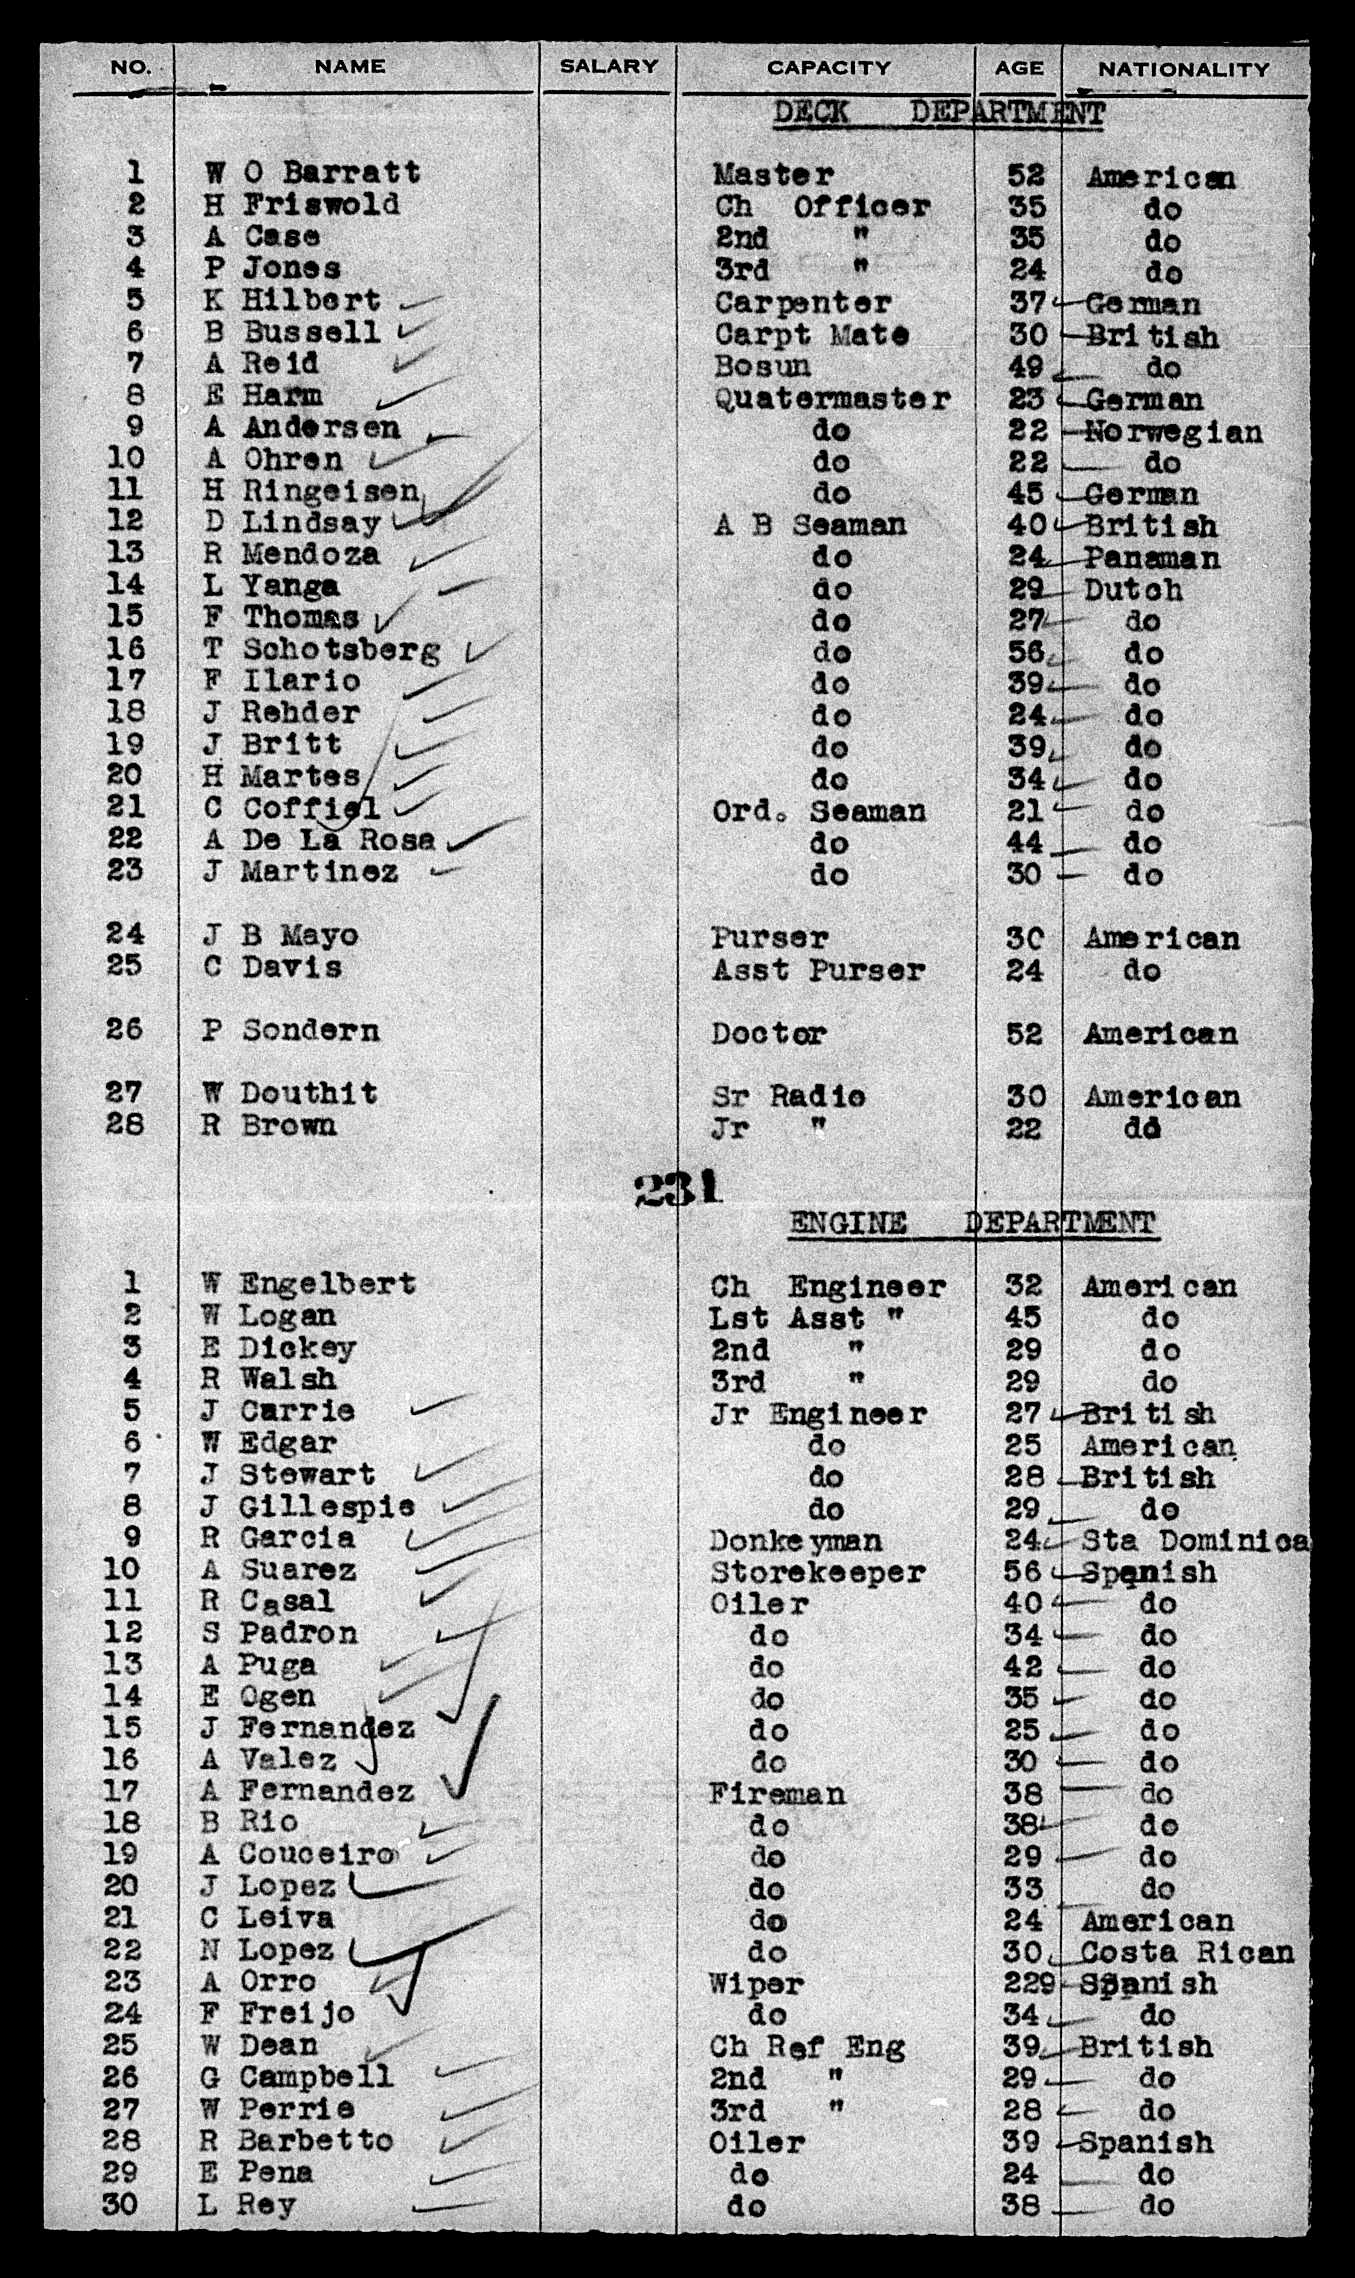 NO. NAME SALARY CAPACITY AGE NATIONALITY
DECK DEPARTMENT
1 W O Barratt Master 52 American
2 H Friswold Ch Officer 35 do
3 A Case 2nd " 35 do
4 P Jones 3rd " 24 do
5 K Hilbert Carpenter 37 German
6 B Bussell Carpt Mate 30 British
7 A Reid Bosun 49 do
8 E Harm Quatermaster 23 German
9 A Andersen do 22 Norwegian
10 A Ohren do 22 do
11 H Ringeisen do 45 German
12 D Lindsay A B Seaman 40 British
13 R Mendoza do 24 Panaman
14 L Yanga do 29 Dutch
15 F Thomas do 27 do
16 T Schotsberg do 56 do
17 F Ilario do 39 do
18 J Rehder do 24 do
19 J Britt do 39 do
20 H Martes do 34 do
21 C Coffiel Ord. Seaman 21 do
22 A De La Rosa do 44 do
23 J Martinez do 30 do
24 J B Mayo Purser 30 American
25 C Davis Asst Purser 24 do
26 P Sondern Doctor 52 American
27 W Douthit Sr Radio 30 American
28 R Brown Jr " 22 do
231
ENGINE DEPARTMENT
1 W Engelbert Ch Engineer 32 American
2 W Logan Lst Asst " 45 do
3 E Dickey 2nd " 29 do
4 R Walsh 3rd " 29 do
5 J Carrie Jr Engineer 27 British
6 W Edgar do 25 American
7 J Stewart do 28 British
8 J Gillespie do 29 do
9 R Garcia Donkeyman 24 Sta Dominica
10 A Suarez Storekeeper 56 Spanish
11 R Casal Oiler 40 do
12 S Padron do 34 do
13 A Puga do 42 do
14 E Ogen do 35 do
15 J Fernandez do 25 do
16 A Valez do 30 do
17 A Fernandez Fireman 38 do
18 B Rio do 38 do
19 A Couceiro do 29 do
20 J Lopez do 33 do
21 C Leiva do 24 American
22 N Lopez do 30 Costa Rican
23 A Orro Wiper 229 Spanish
24 F Freijo do 34 do
25 W Dean Ch Ref Eng 39 British
26 G Campbell 2nd " 29 do
27 W Perrie 3rd " 28 do
28 R Barbetto Oiler 39 Spanish
29 E Pena do 24 do
30 L Rey do 38 do